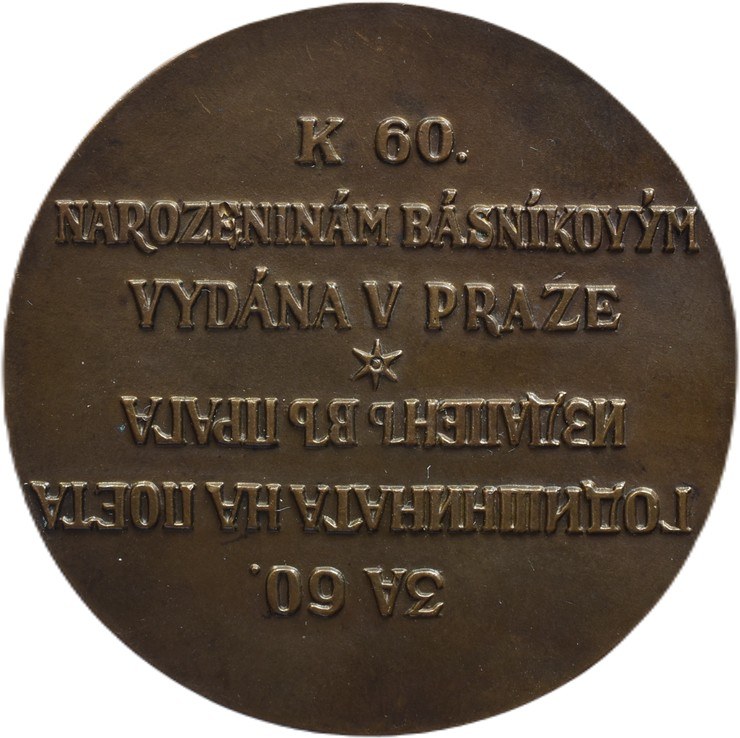 K 60.
NAROZENINÁM BÁSNÍKOVÝM
VYDÁNA V PRAZE
ЗА 60.
ГОДИШНИНАТА НА ПОЕТА
ИЗДАДЕНЪ ВЪ ПРАГА